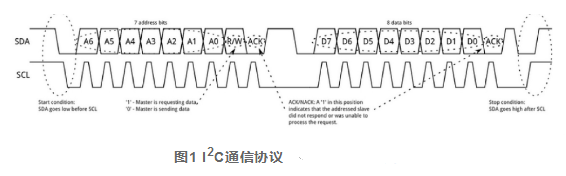 7 address bits
8 data bits
SDA
A6 A5 A4 A3 A2 A1 A0 R/W ACK
D7 D6 D5 D4 D3 D2 D1 D0 ACK
SCL
Start condition:
SDA goes low before SCL
'1' - Master is requesting data
'0' - Master is sending data
ACK/NACK: A '1' in this position
indicates that the addressed slave
did not respond or was unable to
process the request.
Stop condition:
SDA goes high after SCL
图1 I²C通信协议